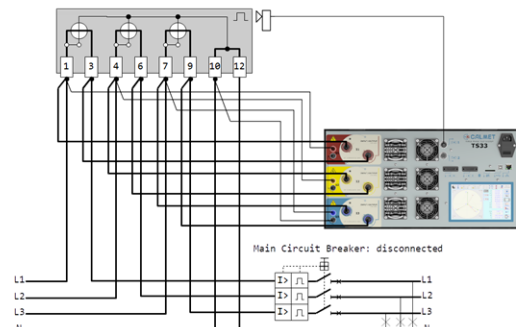 1 3 4 6 7 9 10 12
CALMET
TS33
Main Circuit Breaker: disconnected
L1 I> L1
L2 I> L2
L3 I> L3
N N